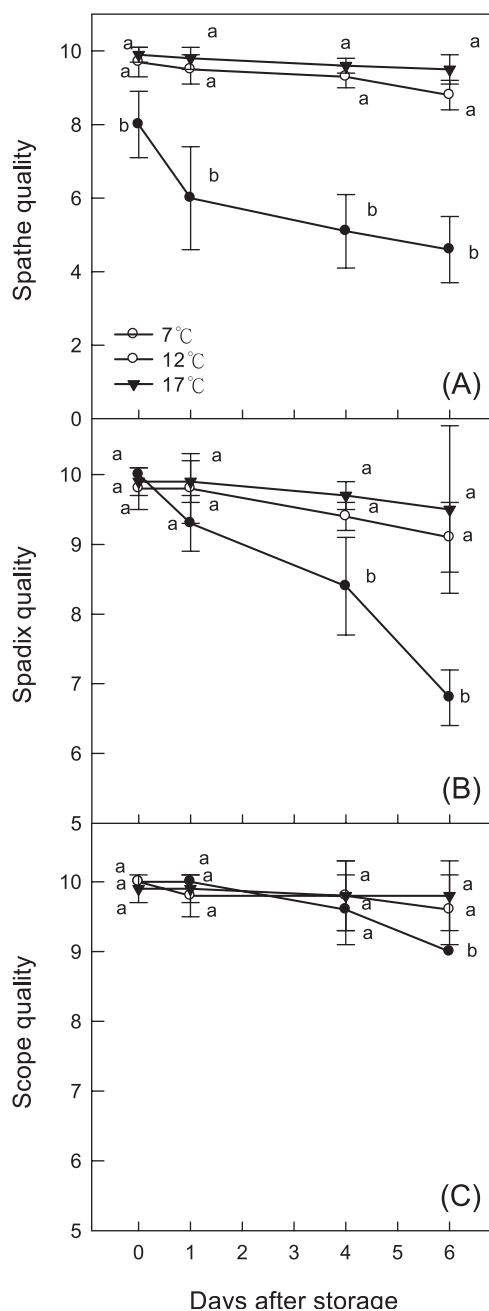 10
8
6
4
2
0
Spathe quality
a
a
a
a
a
a
a
a
b
b
b
b
7℃
12℃
17℃
(A)
10
9
8
7
6
5
Spadix quality
a
a
a
a
a
a
a
a
a
a
b
b
(B)
10
9
8
7
6
5
Scope quality
a
a
a
a
a
a
a
a
a
a
a
b
(C)
0 1 2 3 4 5 6
Days after storage